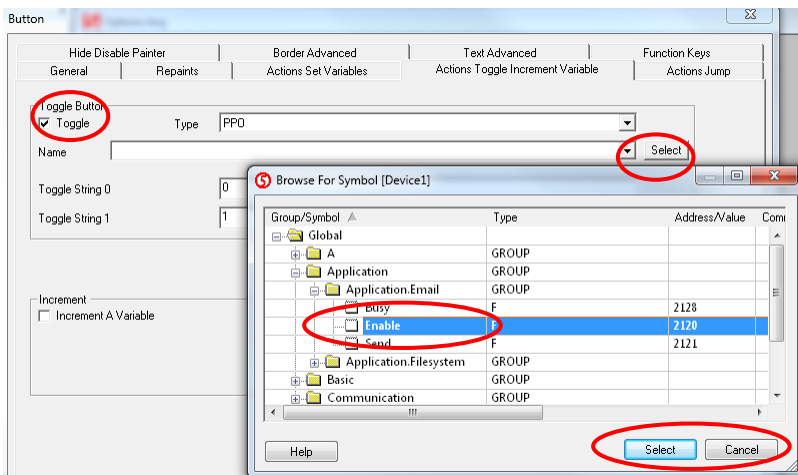 Button
Hide Disable Painter Border Advanced Text Advanced Function Keys
General Repaints Actions Set Variables Actions Toggle Increment Variable Actions Jump
Toggle Button
Toggle Type PPO
Name Select
Toggle String 0 0
Toggle String 1 1
Increment
Increment A Variable
Browse For Symbol [Device1]
Group/Symbol Type Address/Value
Global
A GROUP
Application GROUP
Application.Email GROUP
Busy F 2128
Enable F 2120
Send F 2121
Application.Filesystem GROUP
Basic GROUP
Communication GROUP
Help Select Cancel